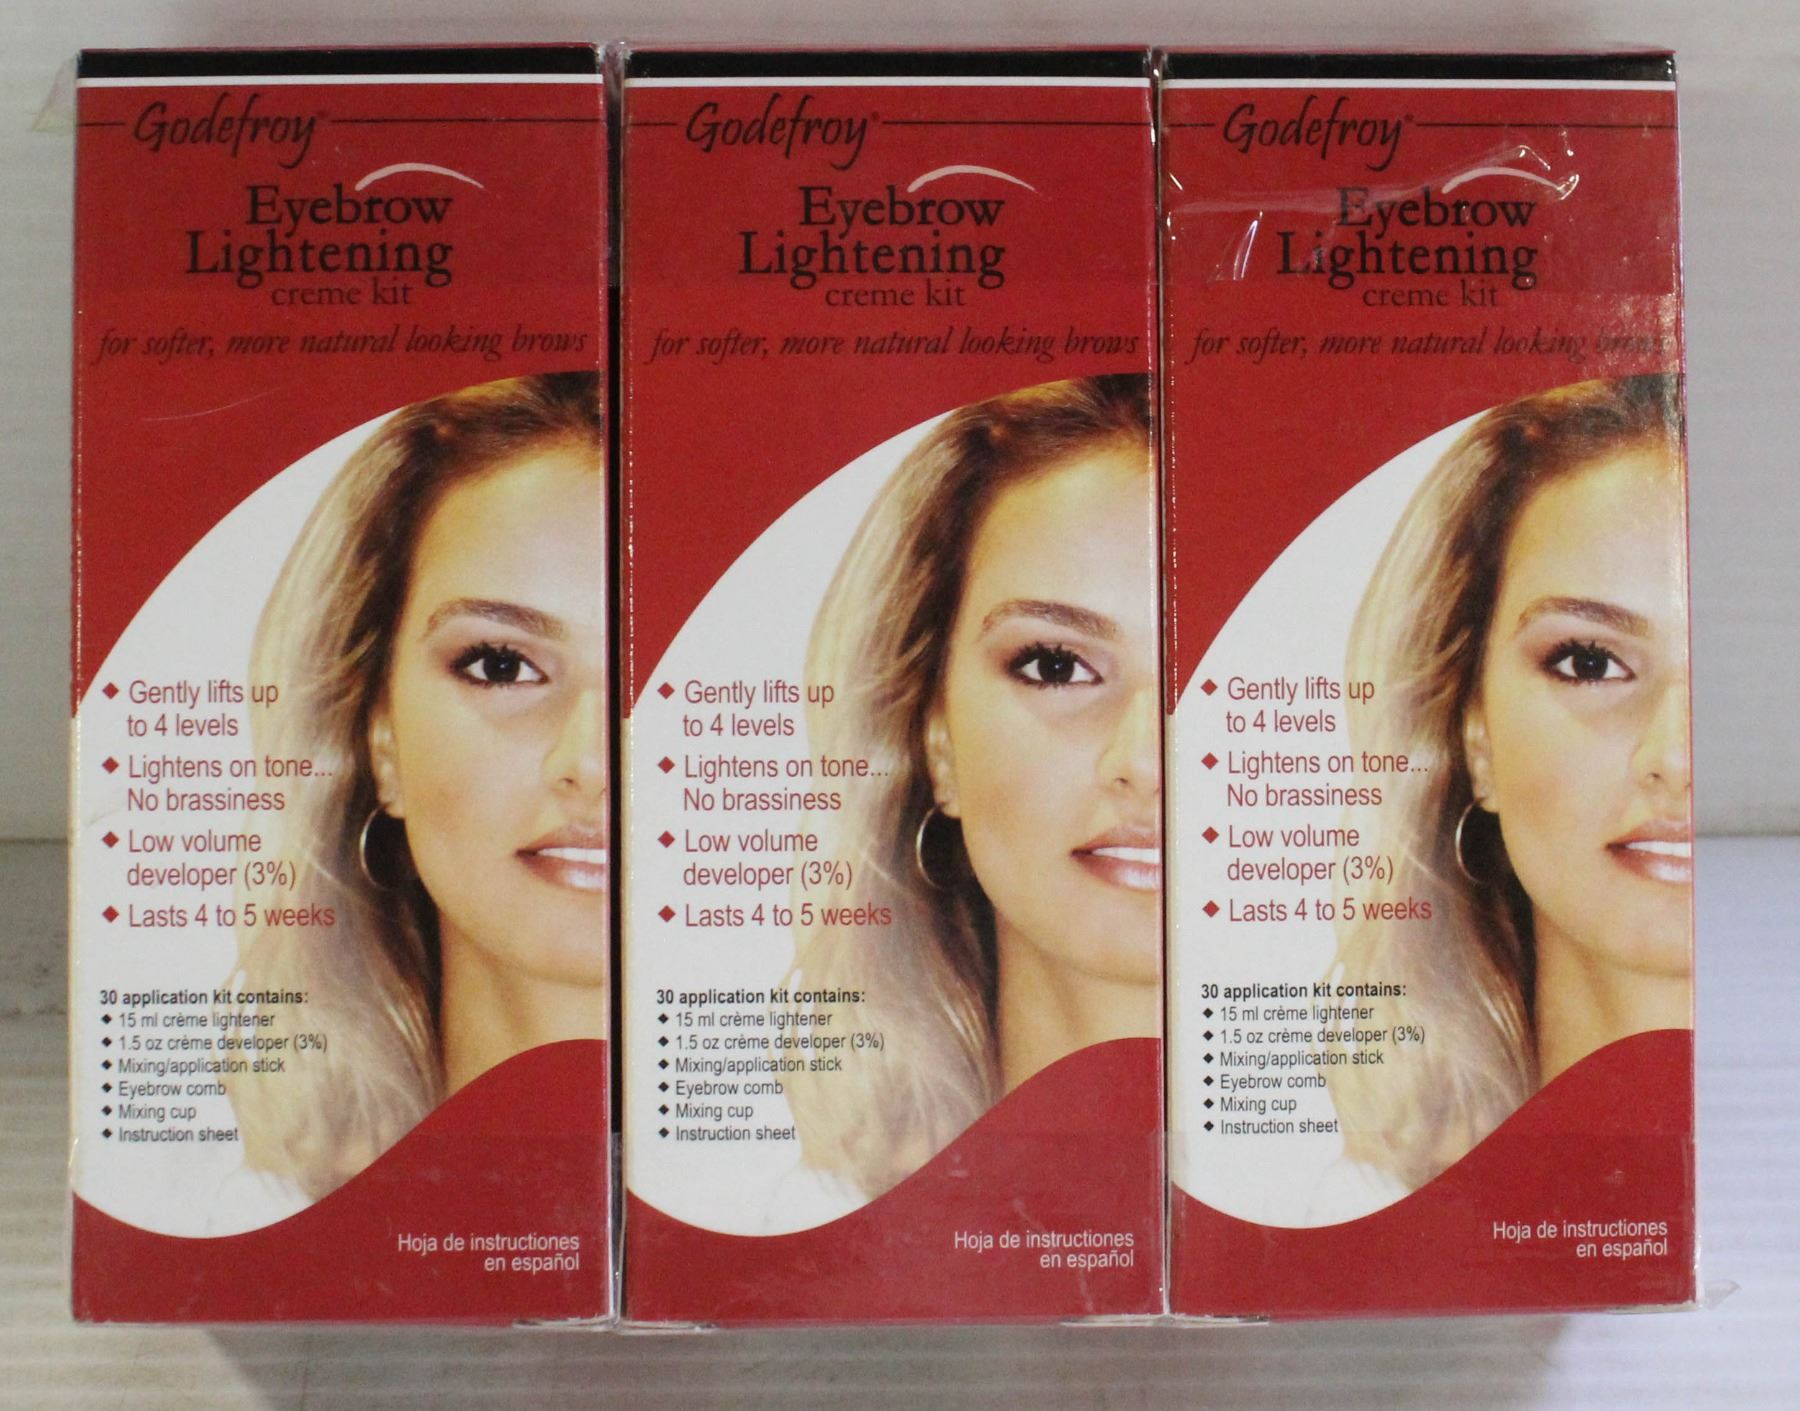 Godefroy®
Eyebrow
Lightening
creme kit
for softer, more natural looking brows
◆ Gently lifts up
to 4 levels
◆ Lightens on tone...
No brassiness
◆ Low volume
developer (3%)
◆ Lasts 4 to 5 weeks
30 application kit contains:
◆ 15 ml crème lightener
◆ 1.5 oz crème developer (3%)
◆ Mixing/application stick
◆ Eyebrow comb
◆ Mixing cup
◆ Instruction sheet
Hoja de instructiones
en español
Godefroy®
Eyebrow
Lightening
creme kit
for softer, more natural looking brows
◆ Gently lifts up
to 4 levels
◆ Lightens on tone...
No brassiness
◆ Low volume
developer (3%)
◆ Lasts 4 to 5 weeks
30 application kit contains:
◆ 15 ml crème lightener
◆ 1.5 oz crème developer (3%)
◆ Mixing/application stick
◆ Eyebrow comb
◆ Mixing cup
◆ Instruction sheet
Hoja de instructiones
en español
Godefroy®
Eyebrow
Lightening
creme kit
for softer, more natural looking brows
◆ Gently lifts up
to 4 levels
◆ Lightens on tone...
No brassiness
◆ Low volume
developer (3%)
◆ Lasts 4 to 5 weeks
30 application kit contains:
◆ 15 ml crème lightener
◆ 1.5 oz crème developer (3%)
◆ Mixing/application stick
◆ Eyebrow comb
◆ Mixing cup
◆ Instruction sheet
Hoja de instructiones
en español